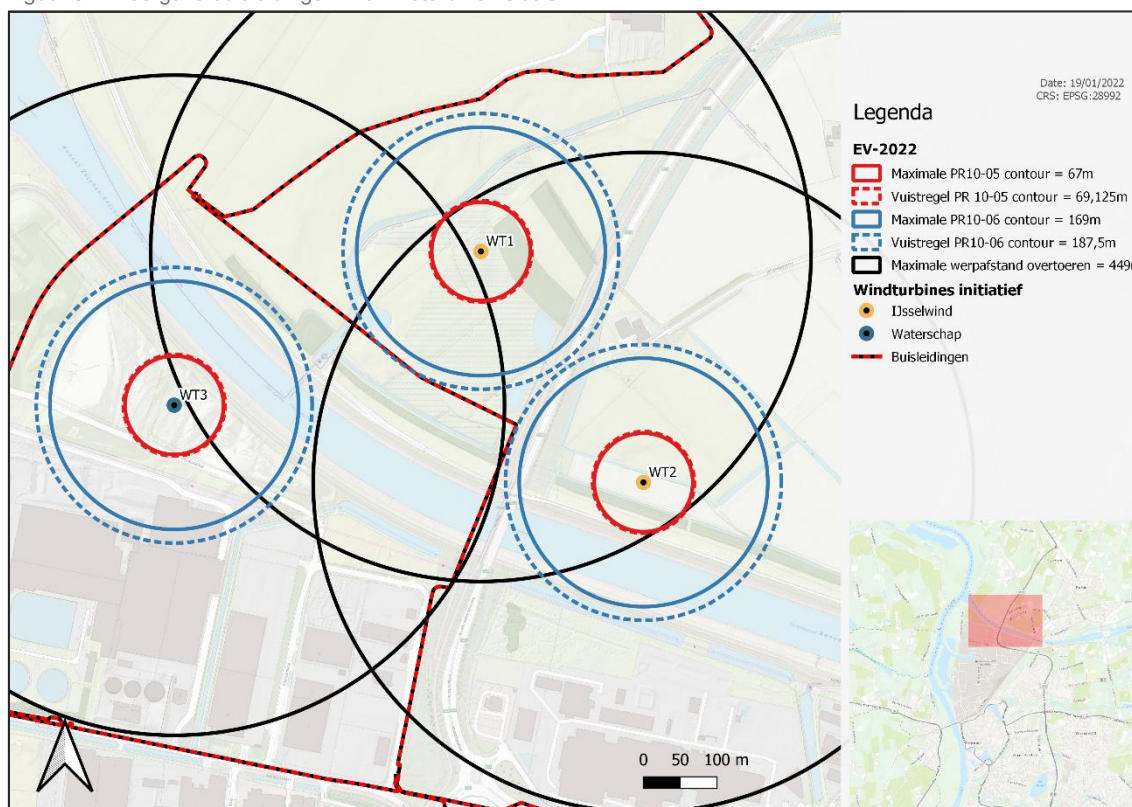 Date: 19/01/2022
CRS: EPSG:28992
Legenda
EV-2022
Maximale PR10-05 contour = 67m
Vuistregel PR 10-05 contour = 69,125m
Maximale PR10-06 contour = 169m
Vuistregel PR10-06 contour = 187,5m
Maximale werpafstand overtoeren = 449
Windturbines initiatief
IJsselwind
Waterschap
Buisleidingen
WT1
WT3
WT2
0 50 100 m